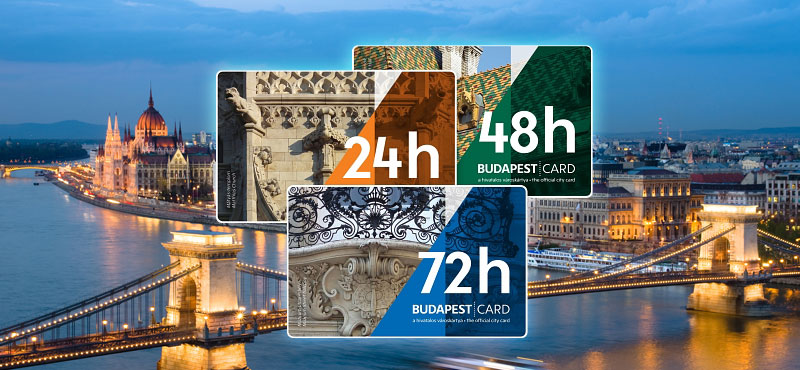 24h
48h
BUDAPEST CARD
a hivatalos városkártya • the official city card
72h
BUDAPEST CARD
a hivatalos városkártya • the official city card